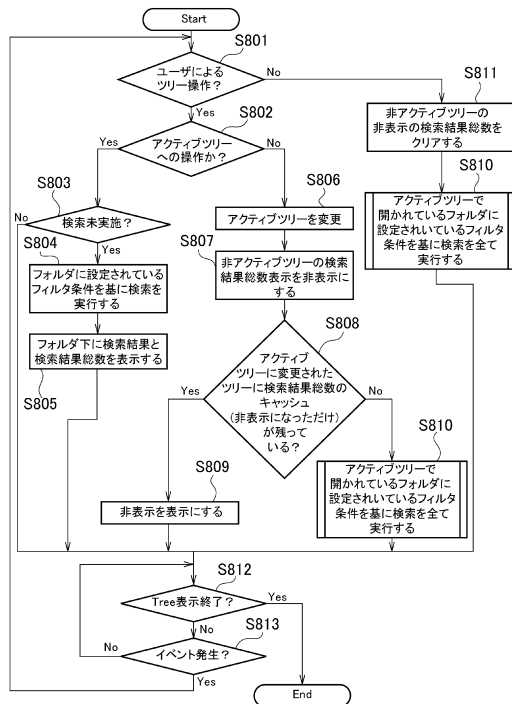 Start
S801
ユーザによる
ツリー操作？
No
Yes
S802
アクティブツリー
への操作か？
Yes
No
S811
非アクティブツリーの
非表示の検索結果総数を
クリアする
S810
アクティブツリーで
開かれているフォルダに
設定されいているフィルタ
条件を基に検索を全て
実行する
S803
検索未実施？
No
Yes
S804
フォルダに設定されている
フィルタ条件を基に検索を
実行する
フォルダ下に検索結果と
検索結果総数を表示する
S805
S806
アクティブツリーを変更
S807
非アクティブツリーの検索
結果総数表示を非表示に
する
S808
アクティブ
ツリーに変更された
ツリーに検索結果総数の
キャッシュ
(非表示になっただけ)
が残って
いる？
Yes
No
S809
非表示を表示にする
S810
アクティブツリーで
開かれているフォルダに
設定されいているフィルタ
条件を基に検索を全て
実行する
S812
Tree表示終了？
Yes
No
S813
イベント発生？
No
Yes
End